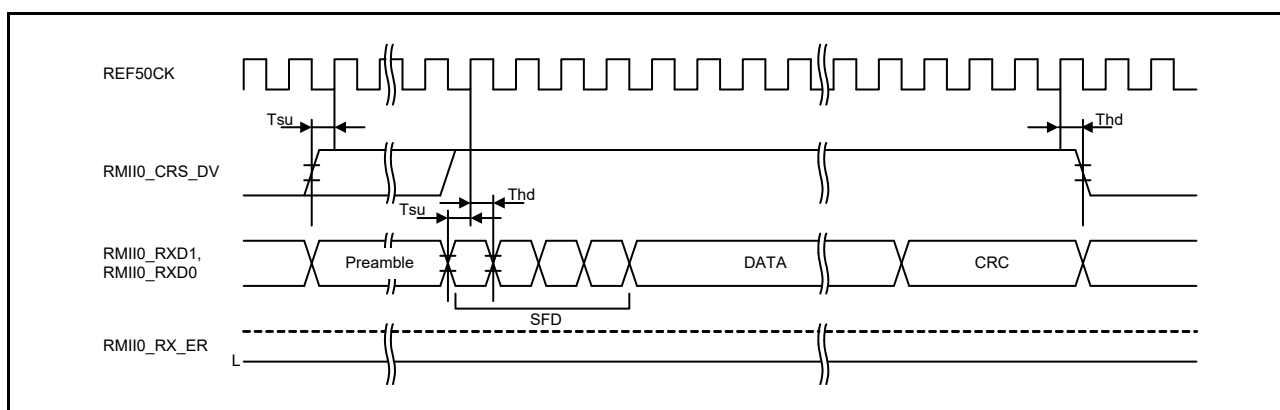 REF50CK
Tsu
Thd
RMII0_CRS_DV
Thd
Tsu
RMII0_RXD1,
RMII0_RXD0
Preamble
DATA
CRC
SFD
RMII0_RX_ER
L